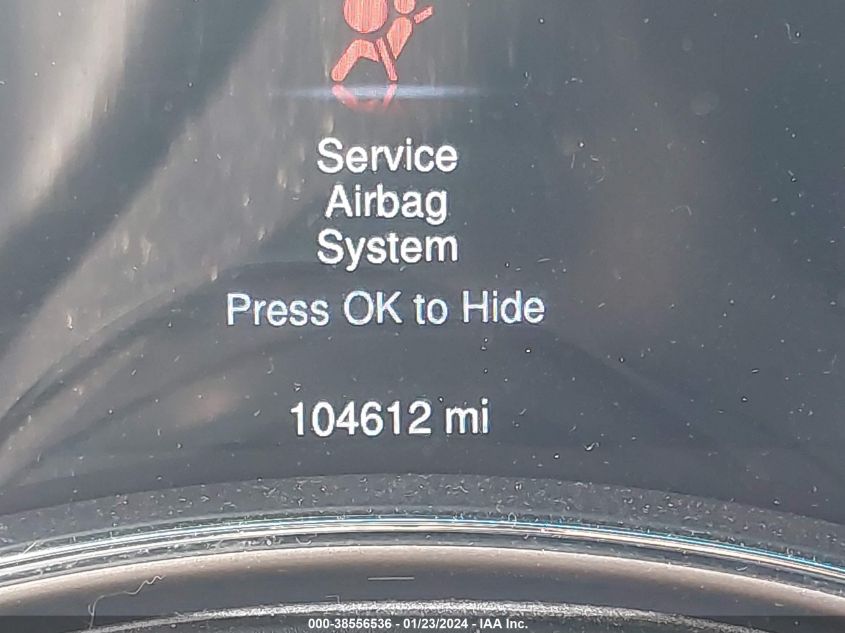 Service
Airbag
System
Press OK to Hide
104612 mi
000-38556536 - 01/23/2024 - IAA Inc.